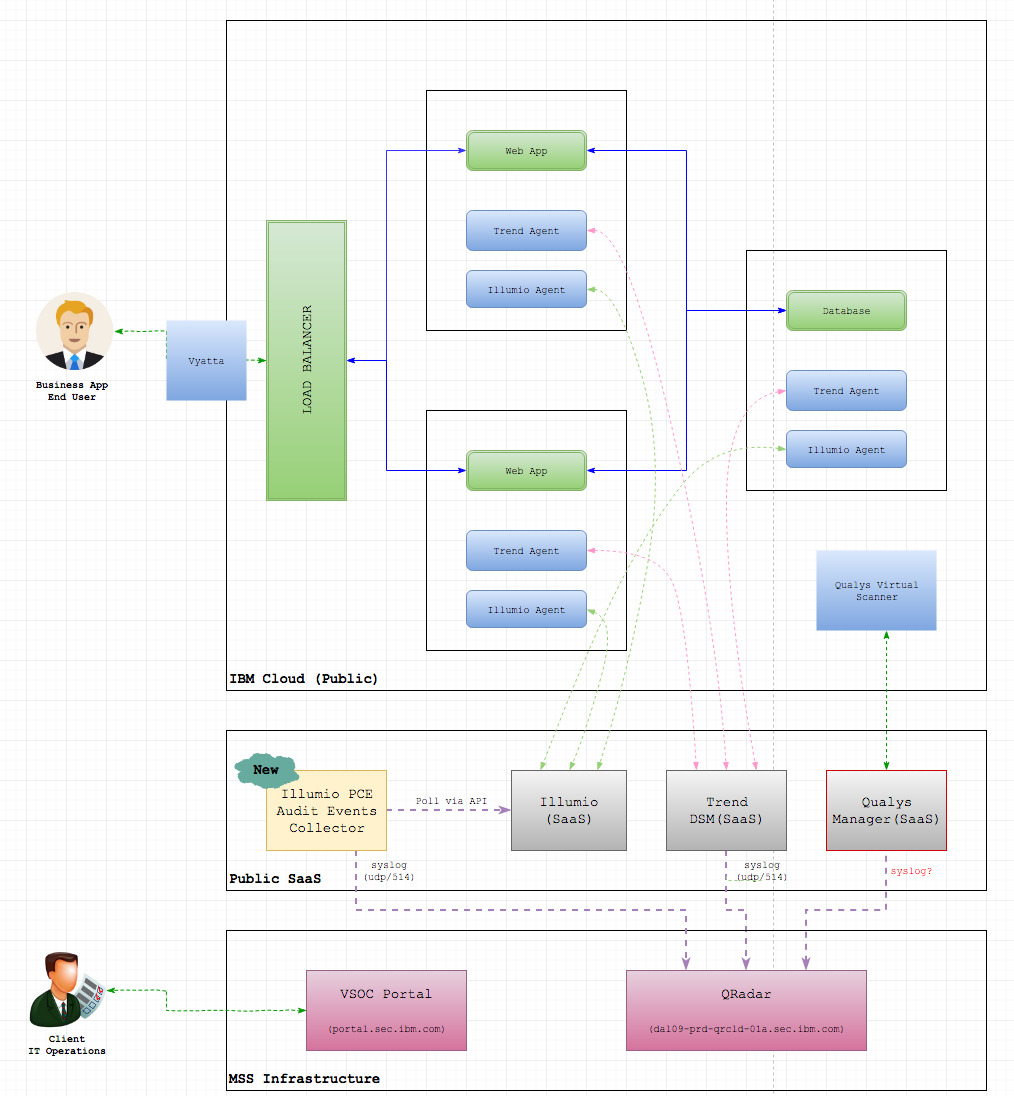 Web App
Trend Agent
Illumio Agent
LOAD BALANCER
Database
Trend Agent
Illumio Agent
Vyatta
Business App
End User
Web App
Trend Agent
Illumio Agent
Qualys Virtual
Scanner
IBM Cloud (Public)
New
Illumio PCE
Audit Events
Collector
Poll via API
Illumio
(SaaS)
Trend
DSM(SaaS)
Qualys
Manager(SaaS)
syslog
(udp/514)
syslog
(udp/514)
syslog?
Public SaaS
VSOC Portal
(portal.sec.ibm.com)
QRadar
(dal09-prd-qrcld-01a.sec.ibm.com)
Client
IT Operations
MSS Infrastructure